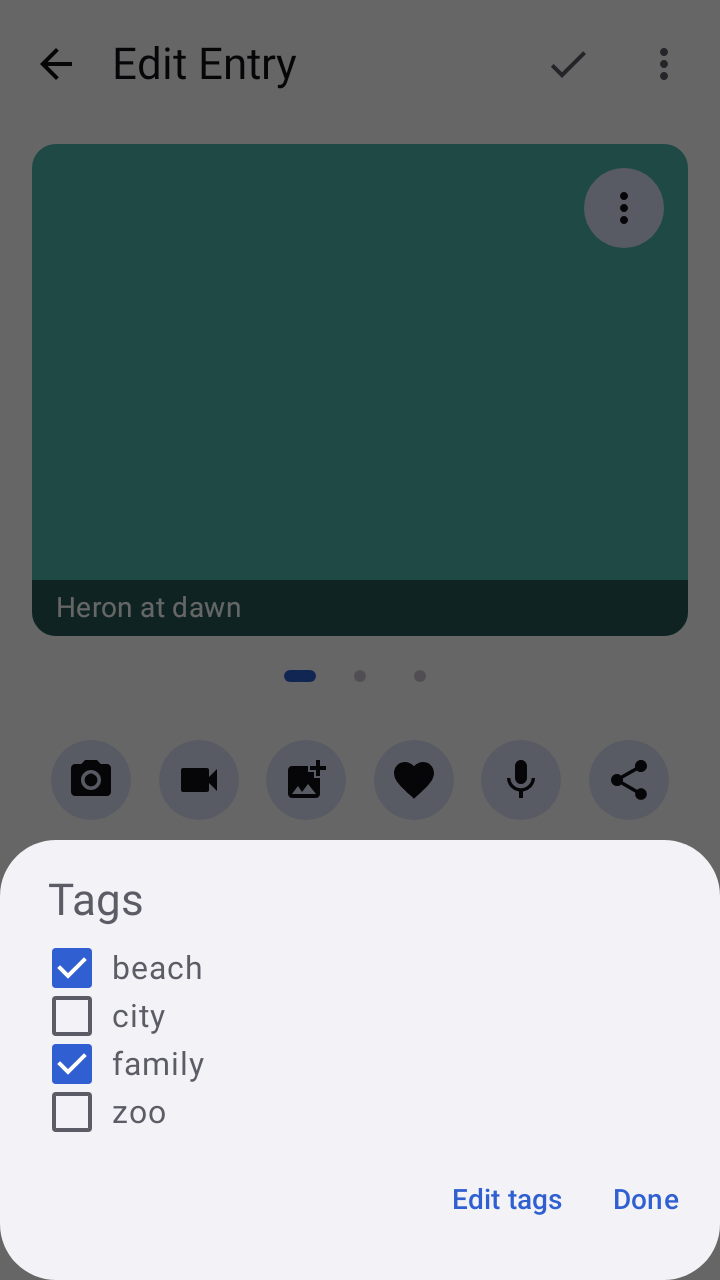 Edit Entry
Heron at dawn
Tags
beach
city
family
zoo
Edit tags Done